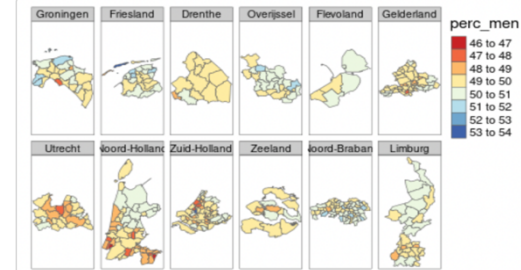 Groningen
Friesland
Drenthe
Overijssel
Flevoland
Gelderland
perc_men
46 to 47
47 to 48
48 to 49
49 to 50
50 to 51
51 to 52
52 to 53
53 to 54
Utrecht
Noord-Holland
Zuid-Holland
Zeeland
Noord-Braban
Limburg